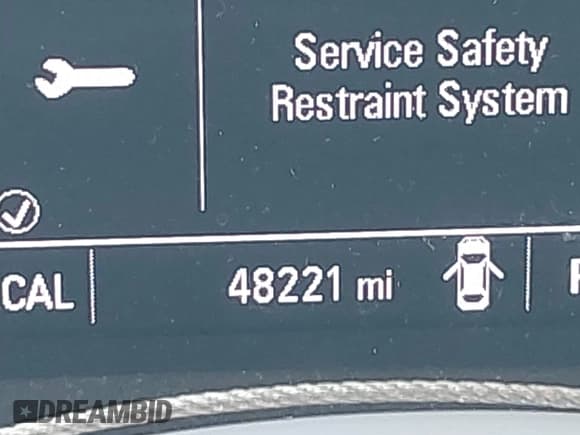 Service Safety
Restraint System
CAL
48221 mi
DREAMBID